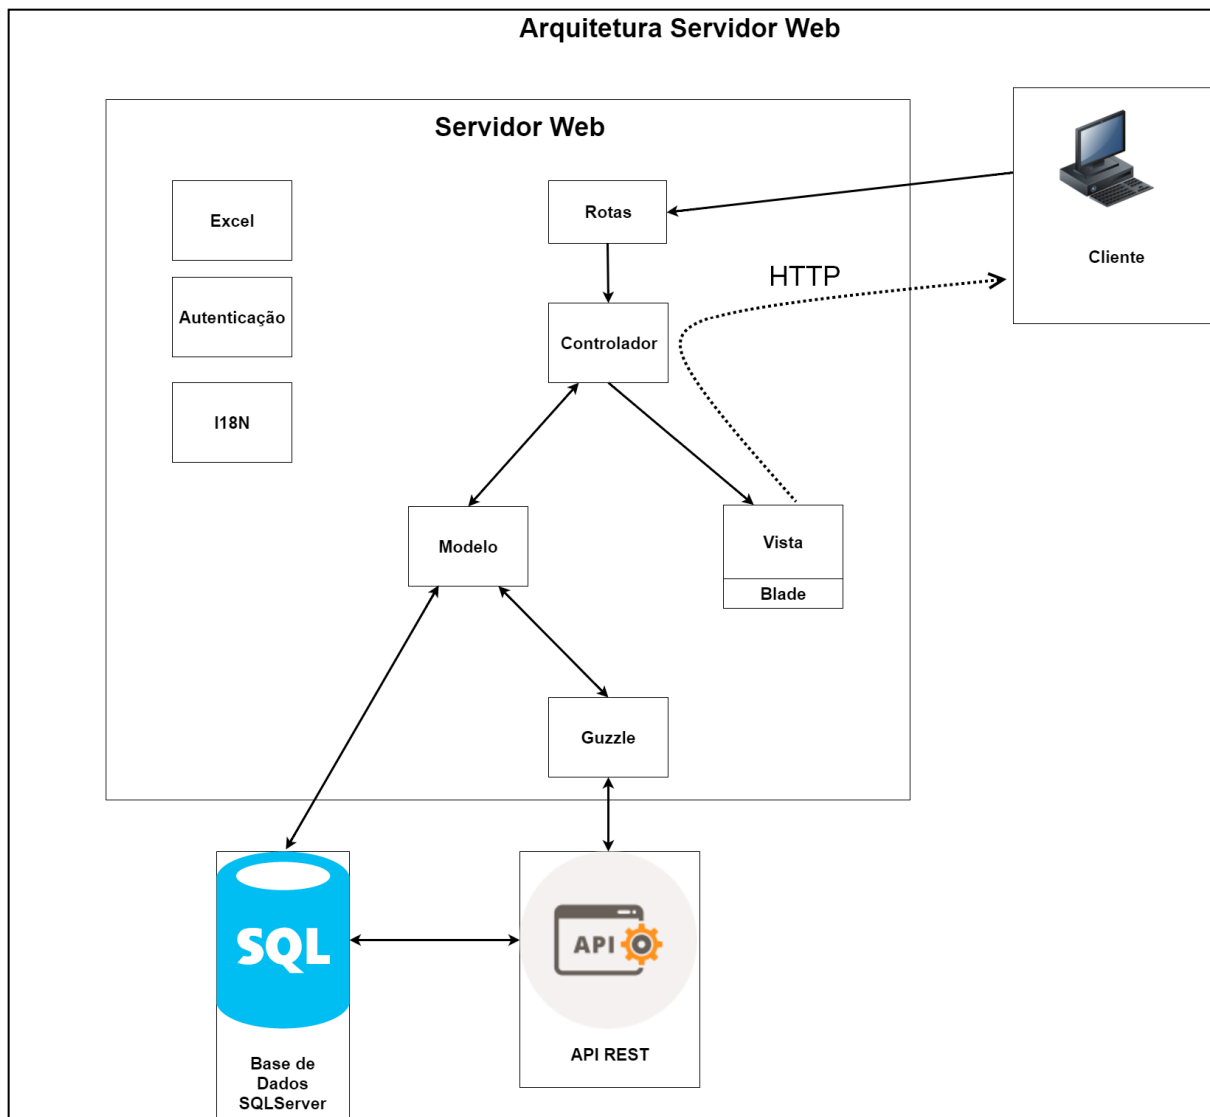 Arquitetura Servidor Web
Servidor Web
Excel
Rotas
Cliente
HTTP
Autenticação
Controlador
I18N
Modelo
Vista
Blade
Guzzle
SQL
API
API REST
Base de
Dados
SQLServer